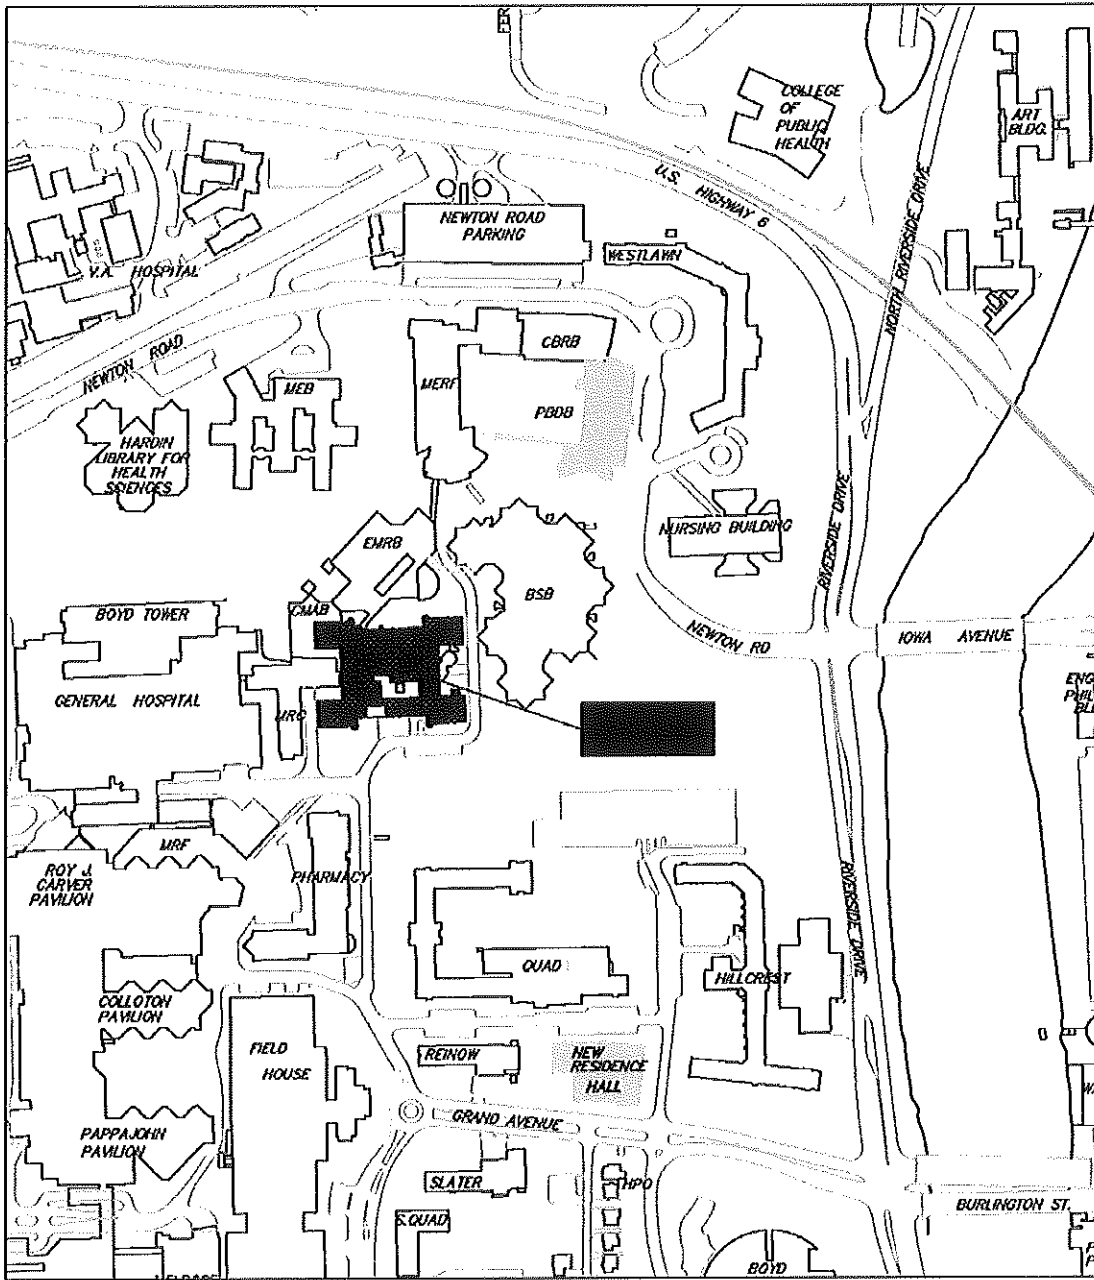 COLLEGE
OF
PUBLIC
HEALTH
ART
BLDG.
U.S. HIGHWAY 6
NORTH RIVERSIDE DRIVE
NEWTON ROAD
PARKING
WESTLAWN
V.A. HOSPITAL
NEWTON ROAD
CBRB
MERF
MEB
PBDB
HARDIN
LIBRARY FOR
HEALTH
SCIENCES
NURSING BUILDING
RIVERSIDE DRIVE
EMRB
BSB
CMAB
BOYD TOWER
NEWTON RD
IOWA AVENUE
GENERAL HOSPITAL
MRC
MRF
ROY J.
CARVER
PAVILION
PHARMACY
RIVERSIDE DRIVE
QUAD
HILLCREST
COLLOTON
PAVILION
FIELD
HOUSE
REINOW
NEW
RESIDENCE
HALL
GRAND AVENUE
PAPPAJOHN
PAVILION
SLATER
HPO
S.QUAD
BURLINGTON ST.
BOYD